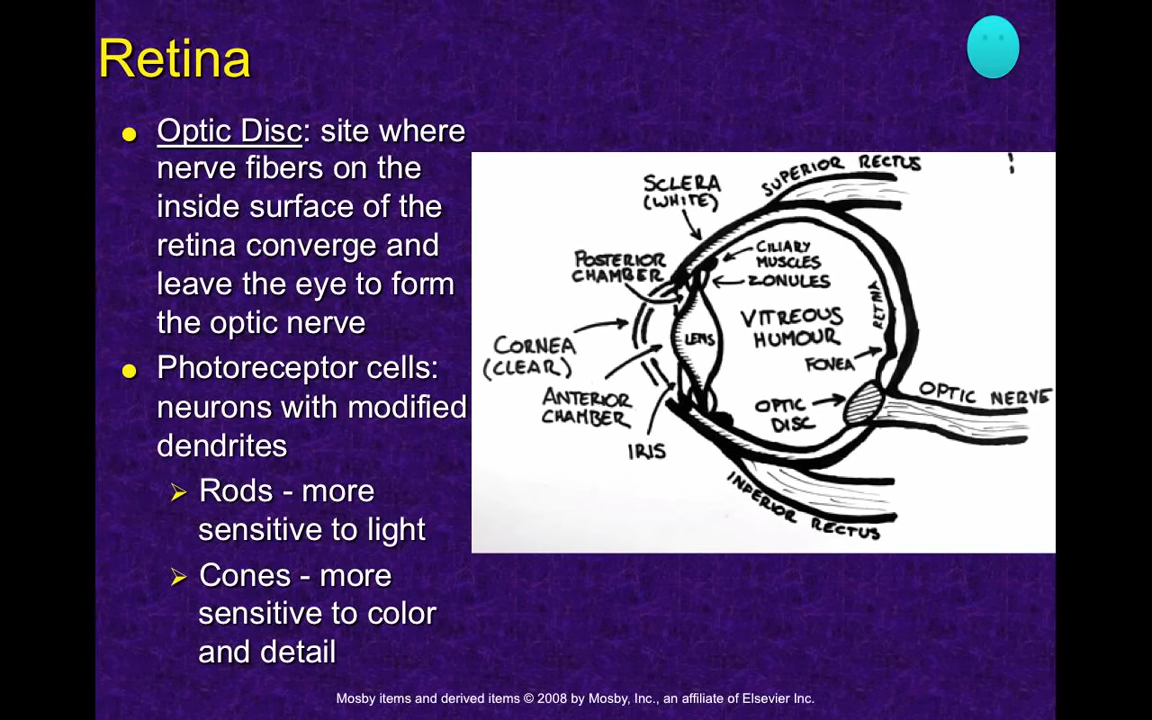 Retina
Optic Disc: site where
nerve fibers on the
inside surface of the
retina converge and
leave the eye to form
the optic nerve
Photoreceptor cells:
neurons with modified
dendrites
Rods - more
sensitive to light
Cones - more
sensitive to color
and detail
SUPERIOR RECTUS
!
SCLERA
(WHITE)
CILIARY
MUSCLES
POSTERIOR
CHAMBER
ZONULES
RETINA
VITREOUS
HUMOUR
LENS
CORNEA
(CLEAR)
FOVEA
ANTERIOR
CHAMBER
OPTIC
DISC
OPTIC NERVE
IRIS
INFERIOR RECTUS
Mosby items and derived items © 2008 by Mosby, Inc., an affiliate of Elsevier Inc.